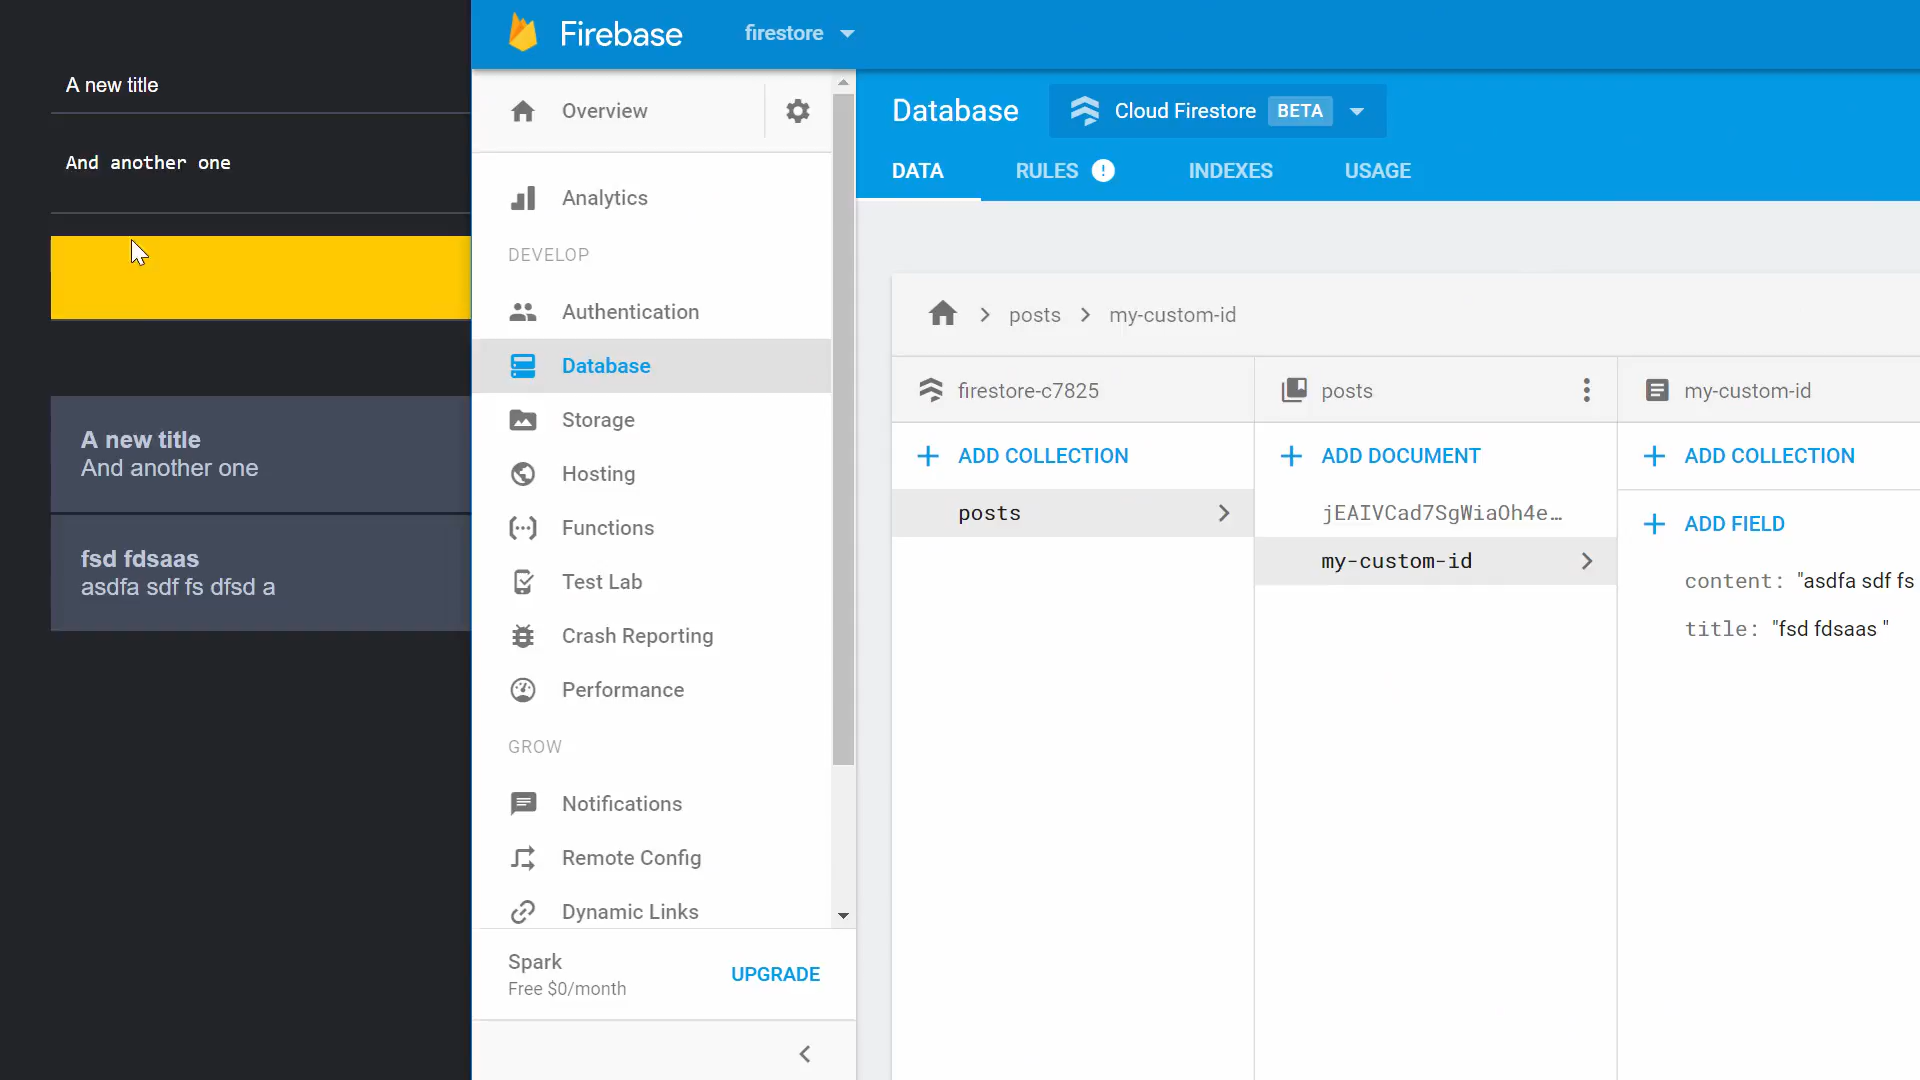 A new title
And another one
A new title
And another one
fsd fdsaas
asdfa sdf fs dfsd a
Firebase
firestore
Overview
Analytics
DEVELOP
Authentication
Database
Storage
Hosting
Functions
Test Lab
Crash Reporting
Performance
GROW
Notifications
Remote Config
Dynamic Links
Spark
Free $0/month
UPGRADE
Database
Cloud Firestore BETA
DATA RULES ! INDEXES USAGE
posts my-custom-id
firestore-c7825
ADD COLLECTION
posts
posts
ADD DOCUMENT
jEAIVCad7SgWiaOh4e…
my-custom-id
my-custom-id
ADD COLLECTION
ADD FIELD
content: "asdfa sdf fs
title: "fsd fdsaas "